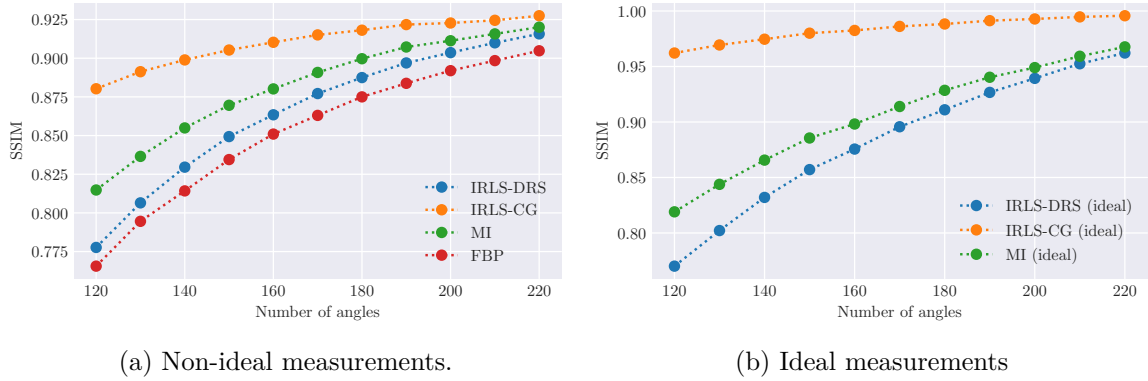 0.925
0.900
0.875
0.850
0.825
0.800
0.775
SSIM
IRLS-DRS
IRLS-CG
MI
FBP
120 140 160 180 200 220
Number of angles
(a) Non-ideal measurements.
1.00
0.95
0.90
0.85
0.80
SSIM
IRLS-DRS (ideal)
IRLS-CG (ideal)
MI (ideal)
120 140 160 180 200 220
Number of angles
(b) Ideal measurements